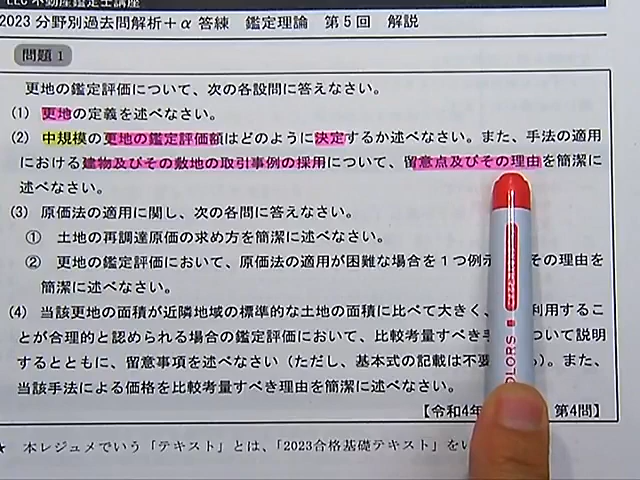 LEC 不動産鑑定士講座
2023 分野別過去問解析＋α 答練 鑑定理論 第５回 解説
問題１
更地の鑑定評価について、次の各設問に答えなさい。
(1) 更地の定義を述べなさい。
(2) 中規模の更地の鑑定評価額はどのように決定するか述べなさい。また、手法の適用
における建物及びその敷地の取引事例の採用について、留意点及びその理由を簡潔に
述べなさい。
(3) 原価法の適用に関し、次の各問に答えなさい。
① 土地の再調達原価の求め方を簡潔に述べなさい。
② 更地の鑑定評価において、原価法の適用が困難な場合を１つ例示 その理由を
簡潔に述べなさい。
(4) 当該更地の面積が近隣地域の標準的な土地の面積に比べて大きく、 利用するこ
とが合理的と認められる場合の鑑定評価において、比較考量すべき手 ついて説明
するとともに、留意事項を述べなさい（ただし、基本式の記載は不要 ）。また、
当該手法による価格を比較考量すべき理由を簡潔に述べなさい。
【令和4年 第4問】
★ 本レジュメでいう「テキスト」とは、「2023合格基礎テキスト」をい
OLORS